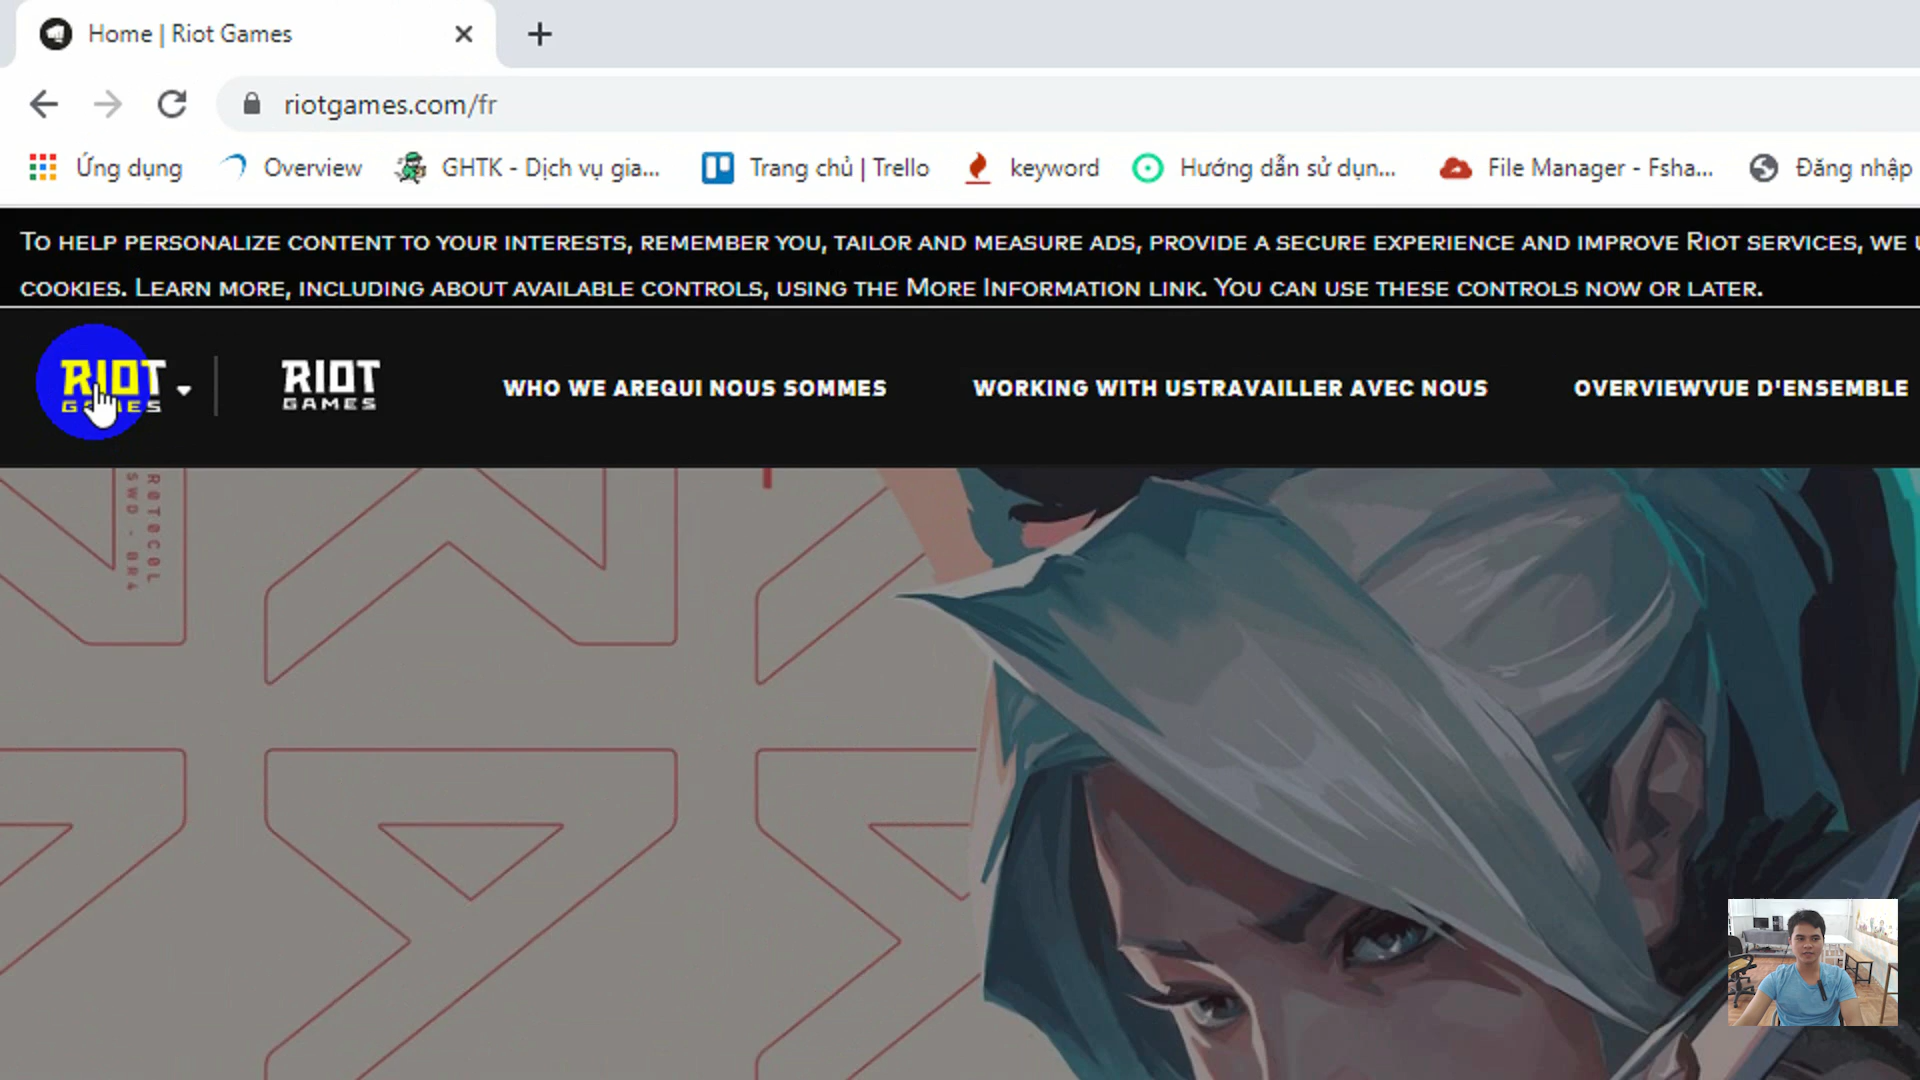 Home | Riot Games
riotgames.com/fr
Ứng dụng Overview GHTK - Dịch vụ gia... Trang chủ | Trello keyword Hướng dẫn sử dụn... File Manager - Fsha... Đăng nhập
To help personalize content to your interests, remember you, tailor and measure ads, provide a secure experience and improve Riot services, we u
cookies. Learn more, including about available controls, using the More Information link. You can use these controls now or later.
RIOT GAMES
RIOT GAMES
WHO WE AREQUI NOUS SOMMES WORKING WITH USTRAVAILLER AVEC NOUS OVERVIEWVUE D'ENSEMBLE